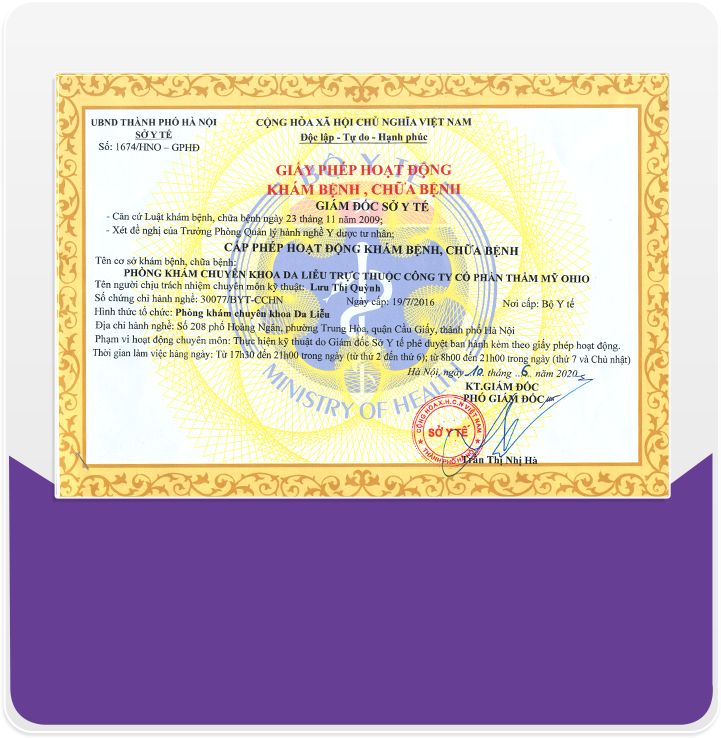 UBND THÀNH PHỐ HÀ NỘI
SỞ Y TẾ
Số: 1674/HNO – GPHĐ
CỘNG HÒA XÃ HỘI CHỦ NGHĨA VIỆT NAM
Độc lập - Tự do - Hạnh phúc
BỘ Y TẾ
GIẤY PHÉP HOẠT ĐỘNG
KHÁM BỆNH , CHỮA BỆNH
GIÁM ĐỐC SỞ Y TẾ
- Căn cứ Luật khám bệnh, chữa bệnh ngày 23 tháng 11 năm 2009;
- Xét đề nghị của Trưởng Phòng Quản lý hành nghề Y dược tư nhân;
CẤP PHÉP HOẠT ĐỘNG KHÁM BỆNH, CHỮA BỆNH
Tên cơ sở khám bệnh, chữa bệnh:
PHÒNG KHÁM CHUYÊN KHOA DA LIỄU TRỰC THUỘC CÔNG TY CỔ PHẦN THẨM MỸ OHIO
Tên người chịu trách nhiệm chuyên môn kỹ thuật: Lưu Thị Quỳnh
Số chứng chỉ hành nghề: 30077/BYT-CCHN Ngày cấp: 19/7/2016 Nơi cấp: Bộ Y tế
Hình thức tổ chức: Phòng khám chuyên khoa Da Liễu
Địa chỉ hành nghề: Số 208 phố Hoàng Ngân, phường Trung Hòa, quận Cầu Giấy, thành phố Hà Nội
Phạm vi hoạt động chuyên môn: Thực hiện kỹ thuật do Giám đốc Sở Y tế phê duyệt ban hành kèm theo giấy phép hoạt động.
Thời gian làm việc hàng ngày: Từ 17h30 đến 21h00 trong ngày (từ thứ 2 đến thứ 6); từ 8h00 đến 21h00 trong ngày (thứ 7 và Chủ nhật)
Hà Nội, ngày 10 tháng 6 năm 2020
MINISTRY OF HEALTH
KT.GIÁM ĐỐC
PHÓ GIÁM ĐỐC
CỘNG HÒA X.H.C.N VIỆT NAM
SỞ Y TẾ
THÀNH PHỐ HÀ NỘI
Trần Thị Nhị Hà